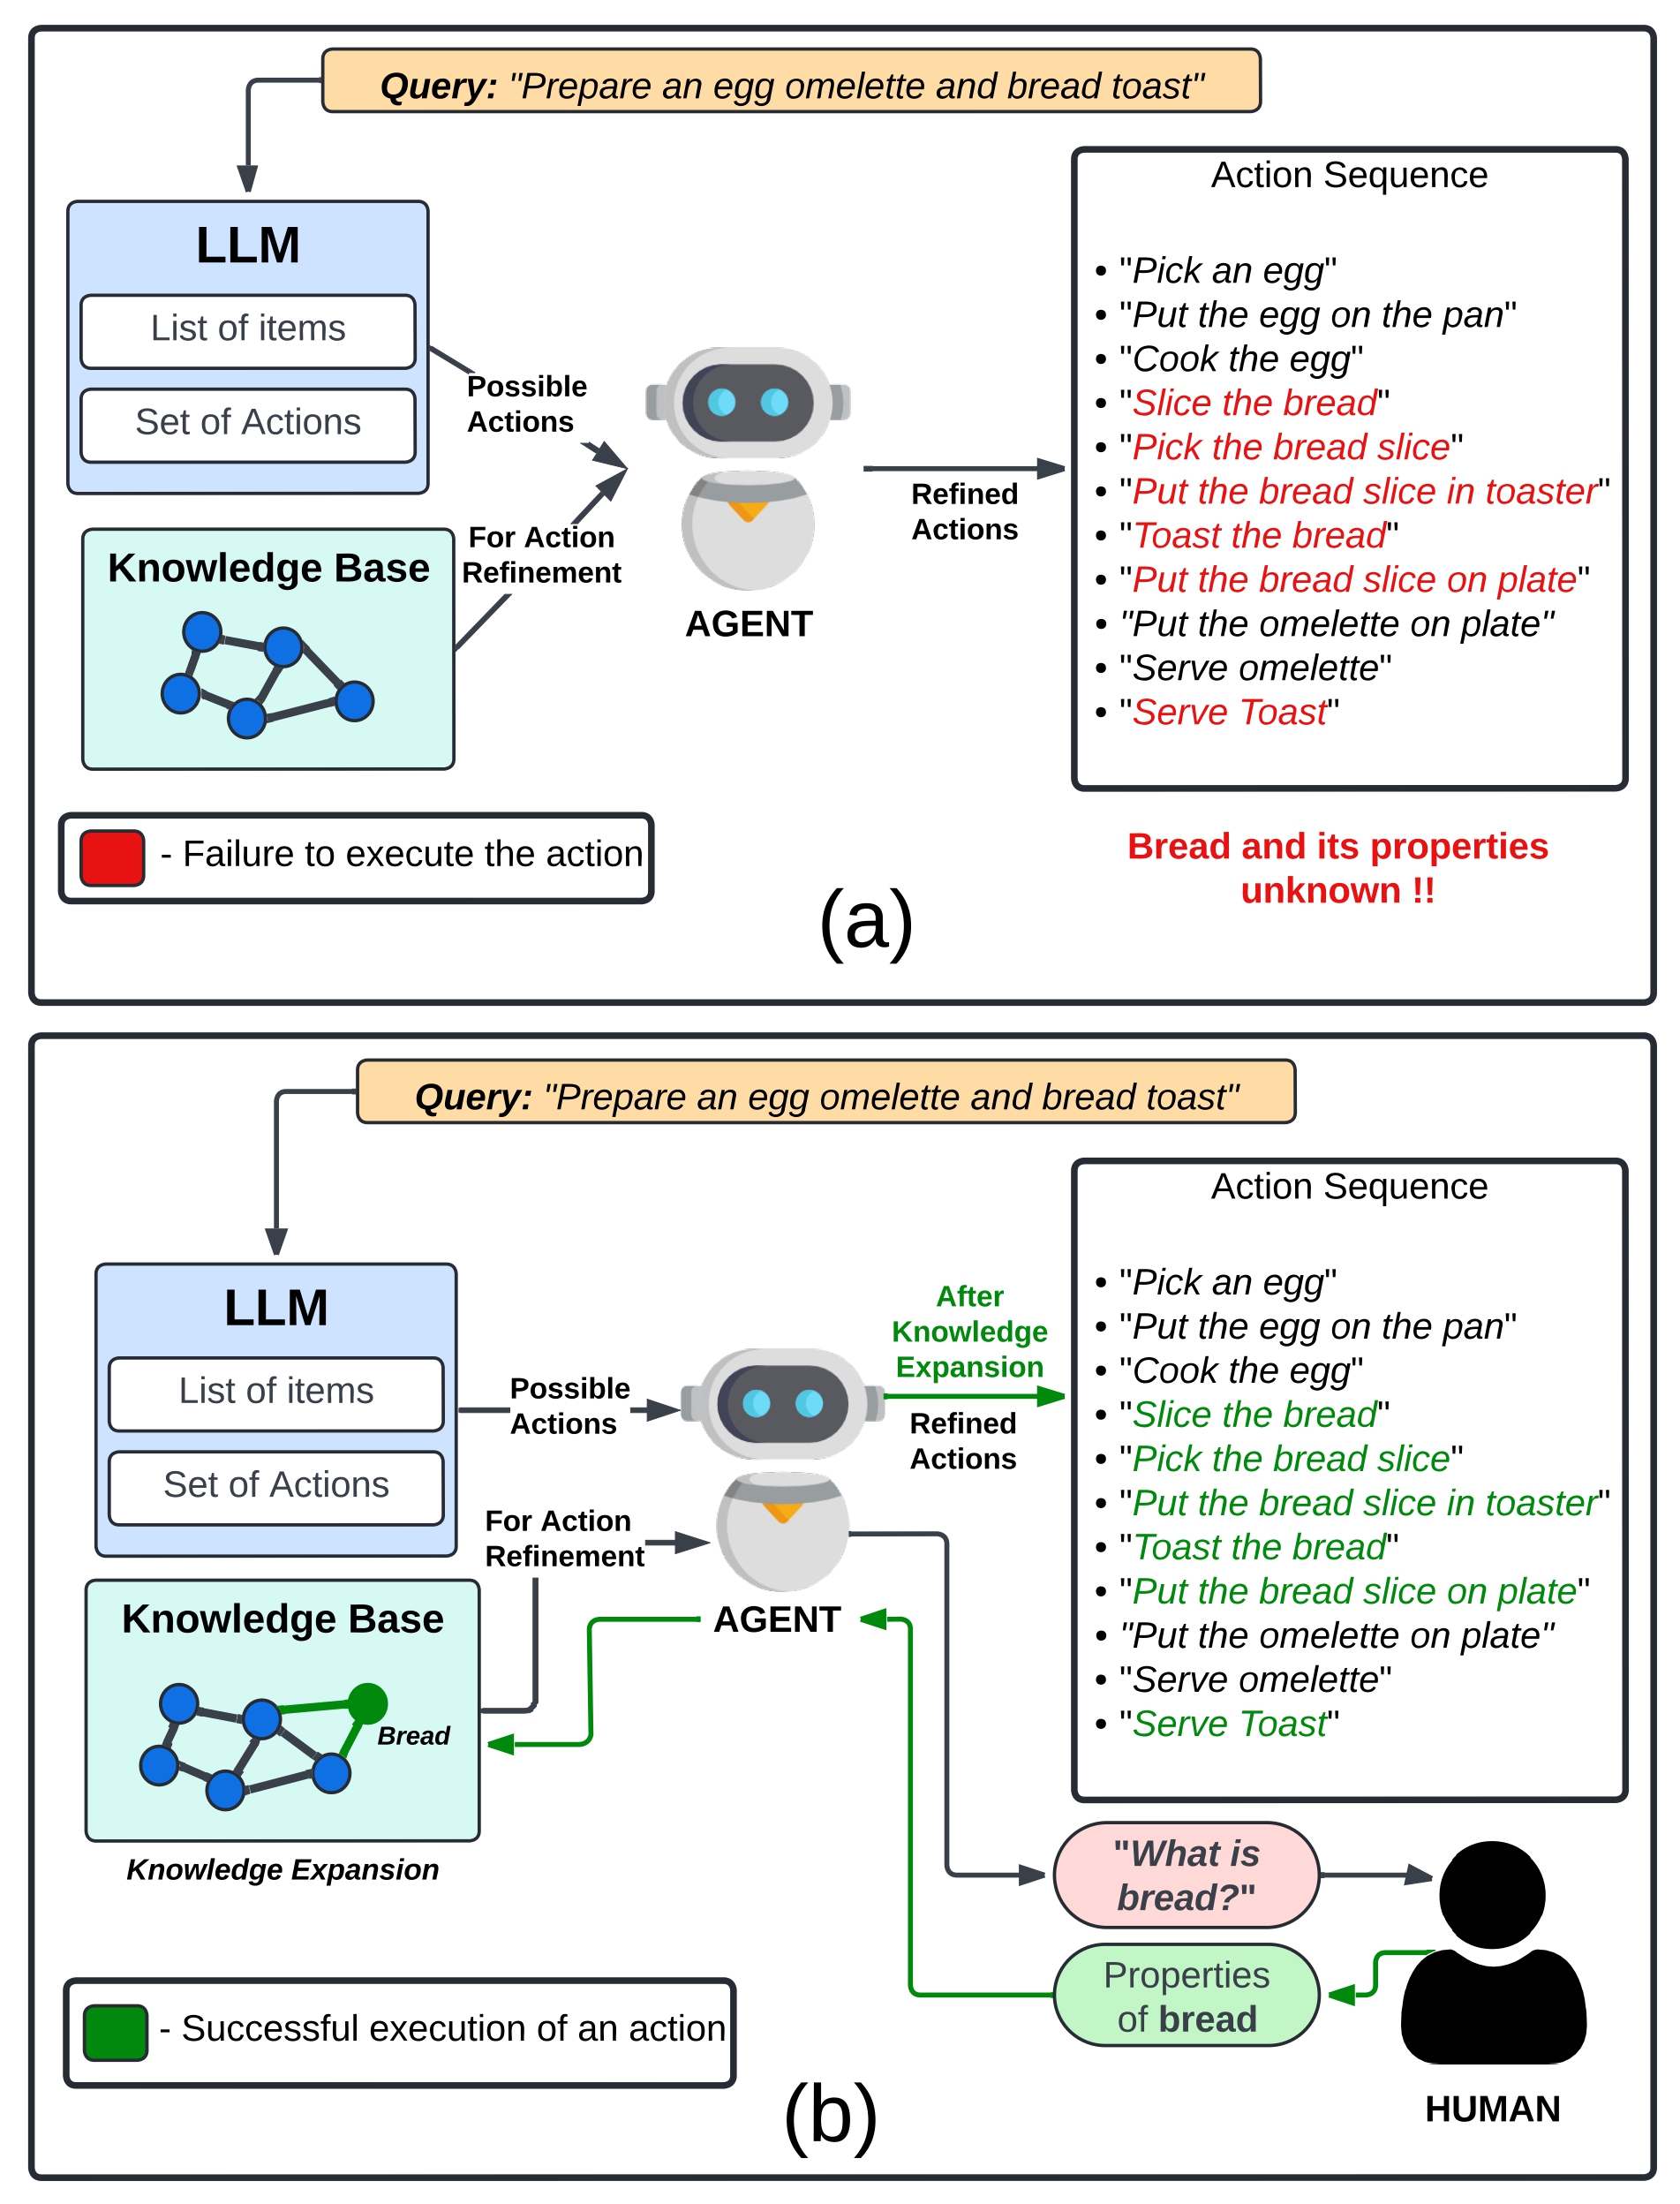 Query: "Prepare an egg omelette and bread toast"
LLM
List of items
Set of Actions
Possible
Actions
Knowledge Base
For Action
Refinement
AGENT
Refined
Actions
Action Sequence
• "Pick an egg"
• "Put the egg on the pan"
• "Cook the egg"
• "Slice the bread"
• "Pick the bread slice"
• "Put the bread slice in toaster"
• "Toast the bread"
• "Put the bread slice on plate"
• "Put the omelette on plate"
• "Serve omelette"
• "Serve Toast"
- Failure to execute the action
Bread and its properties
unknown !!
(a)
Query: "Prepare an egg omelette and bread toast"
LLM
List of items
Set of Actions
Possible
Actions
For Action
Refinement
Knowledge Base
Bread
Knowledge Expansion
AGENT
After
Knowledge
Expansion
Refined
Actions
Action Sequence
• "Pick an egg"
• "Put the egg on the pan"
• "Cook the egg"
• "Slice the bread"
• "Pick the bread slice"
• "Put the bread slice in toaster"
• "Toast the bread"
• "Put the bread slice on plate"
• "Put the omelette on plate"
• "Serve omelette"
• "Serve Toast"
"What is
bread?"
Properties
of bread
HUMAN
- Successful execution of an action
(b)